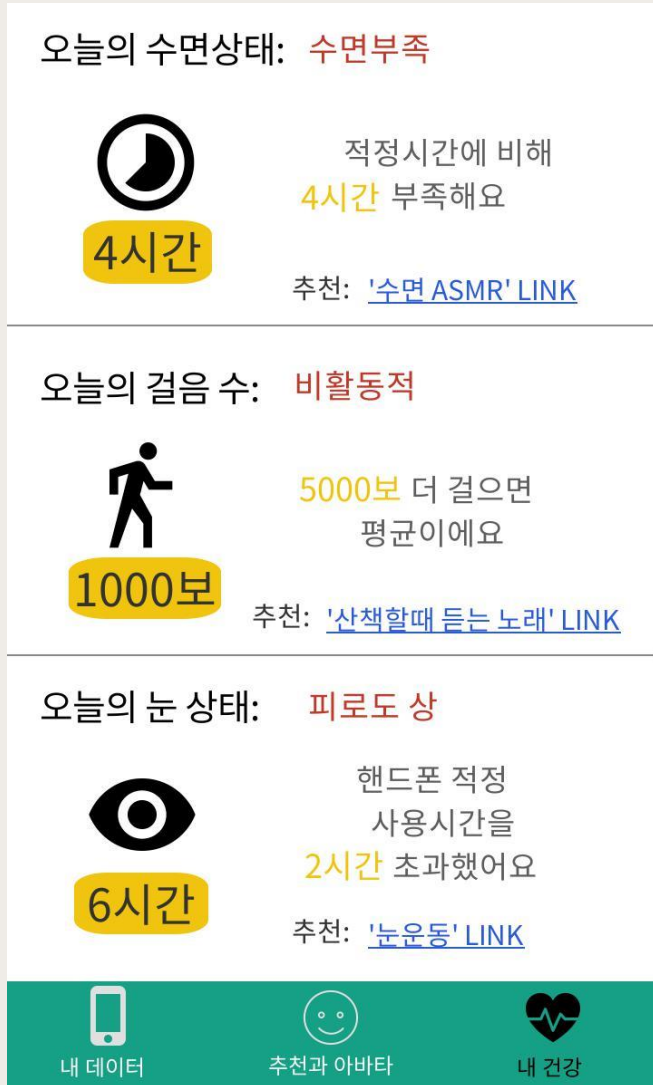 오늘의 수면상태: 수면부족
적정시간에 비해
4시간 부족해요
4시간
추천: '수면 ASMR' LINK
오늘의 걸음 수: 비활동적
5000보 더 걸으면
평균이에요
1000보
추천: '산책할때 듣는 노래' LINK
오늘의 눈 상태: 피로도 상
핸드폰 적정
사용시간을
2시간 초과했어요
6시간
추천: '눈운동' LINK
내 데이터 추천과 아바타 내 건강